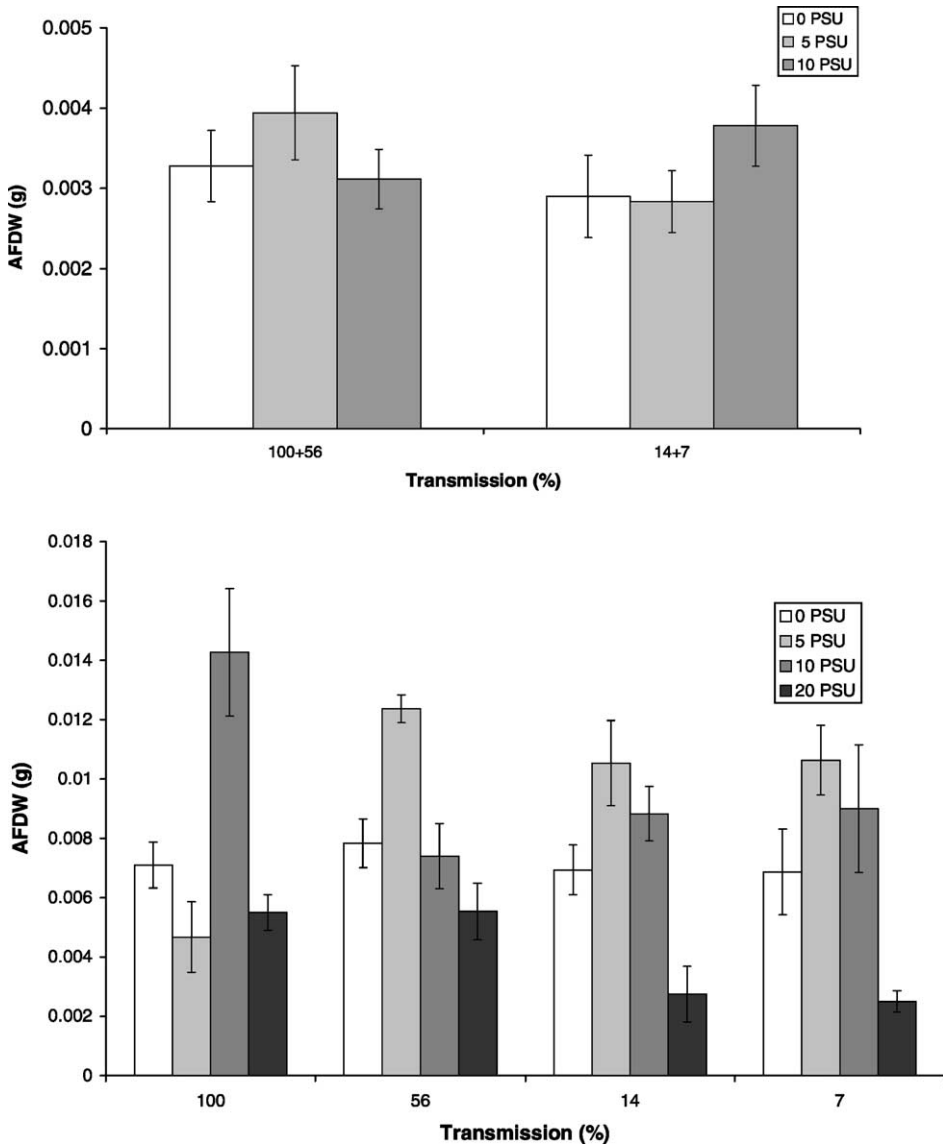 0 PSU
5 PSU
10 PSU
0.005
0.004
0.003
0.002
0.001
0
AFDW (g)
100+56 14+7
Transmission (%)
0.018
0.016
0.014
0.012
0.01
0.008
0.006
0.004
0.002
0
AFDW (g)
0 PSU
5 PSU
10 PSU
20 PSU
100 56 14 7
Transmission (%)